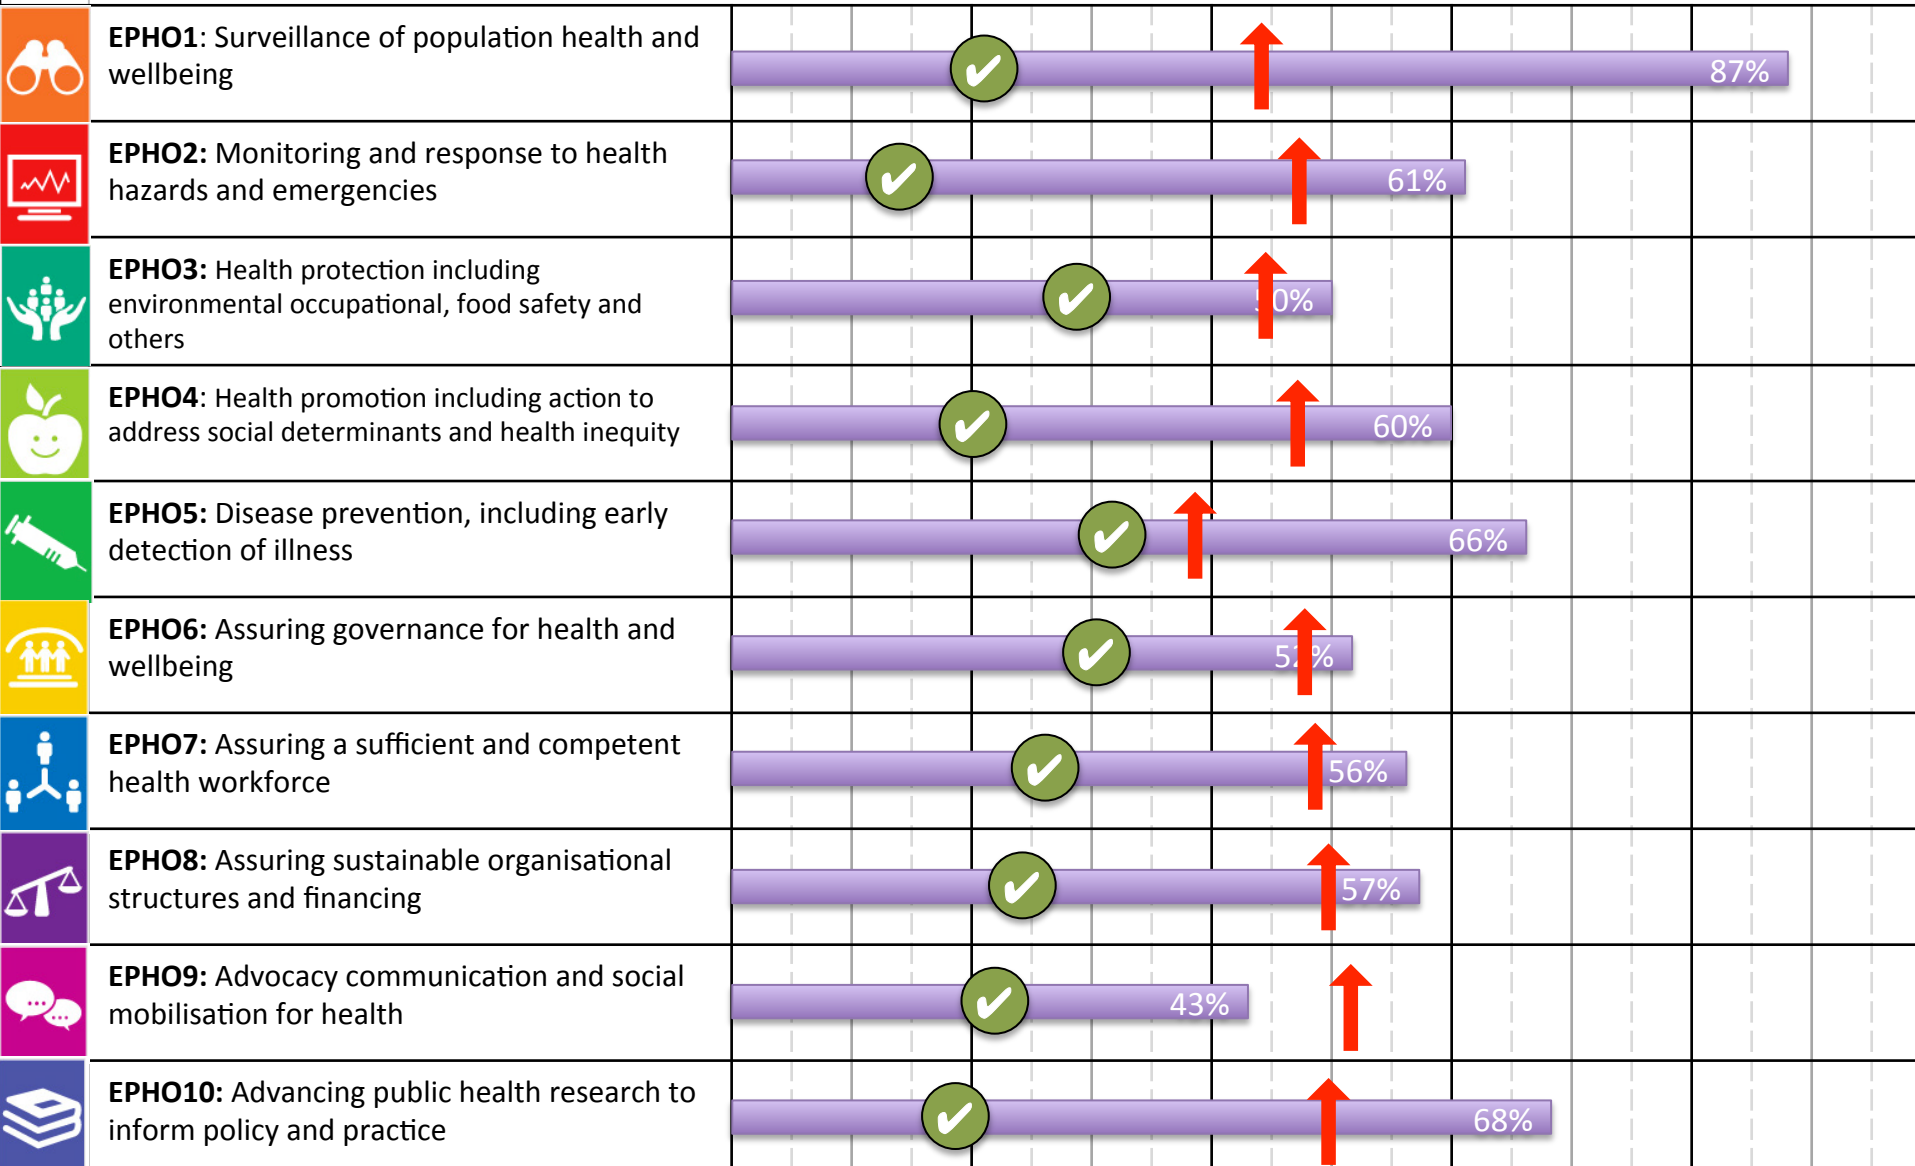 EPHO1: Surveillance of population health and
wellbeing
87%
EPHO2: Monitoring and response to health
hazards and emergencies
61%
EPHO3: Health protection including
environmental occupational, food safety and
others
50%
EPHO4: Health promotion including action to
address social determinants and health inequity
60%
EPHO5: Disease prevention, including early
detection of illness
66%
EPHO6: Assuring governance for health and
wellbeing
52%
EPHO7: Assuring a sufficient and competent
health workforce
56%
EPHO8: Assuring sustainable organisational
structures and financing
57%
EPHO9: Advocacy communication and social
mobilisation for health
43%
EPHO10: Advancing public health research to
inform policy and practice
68%